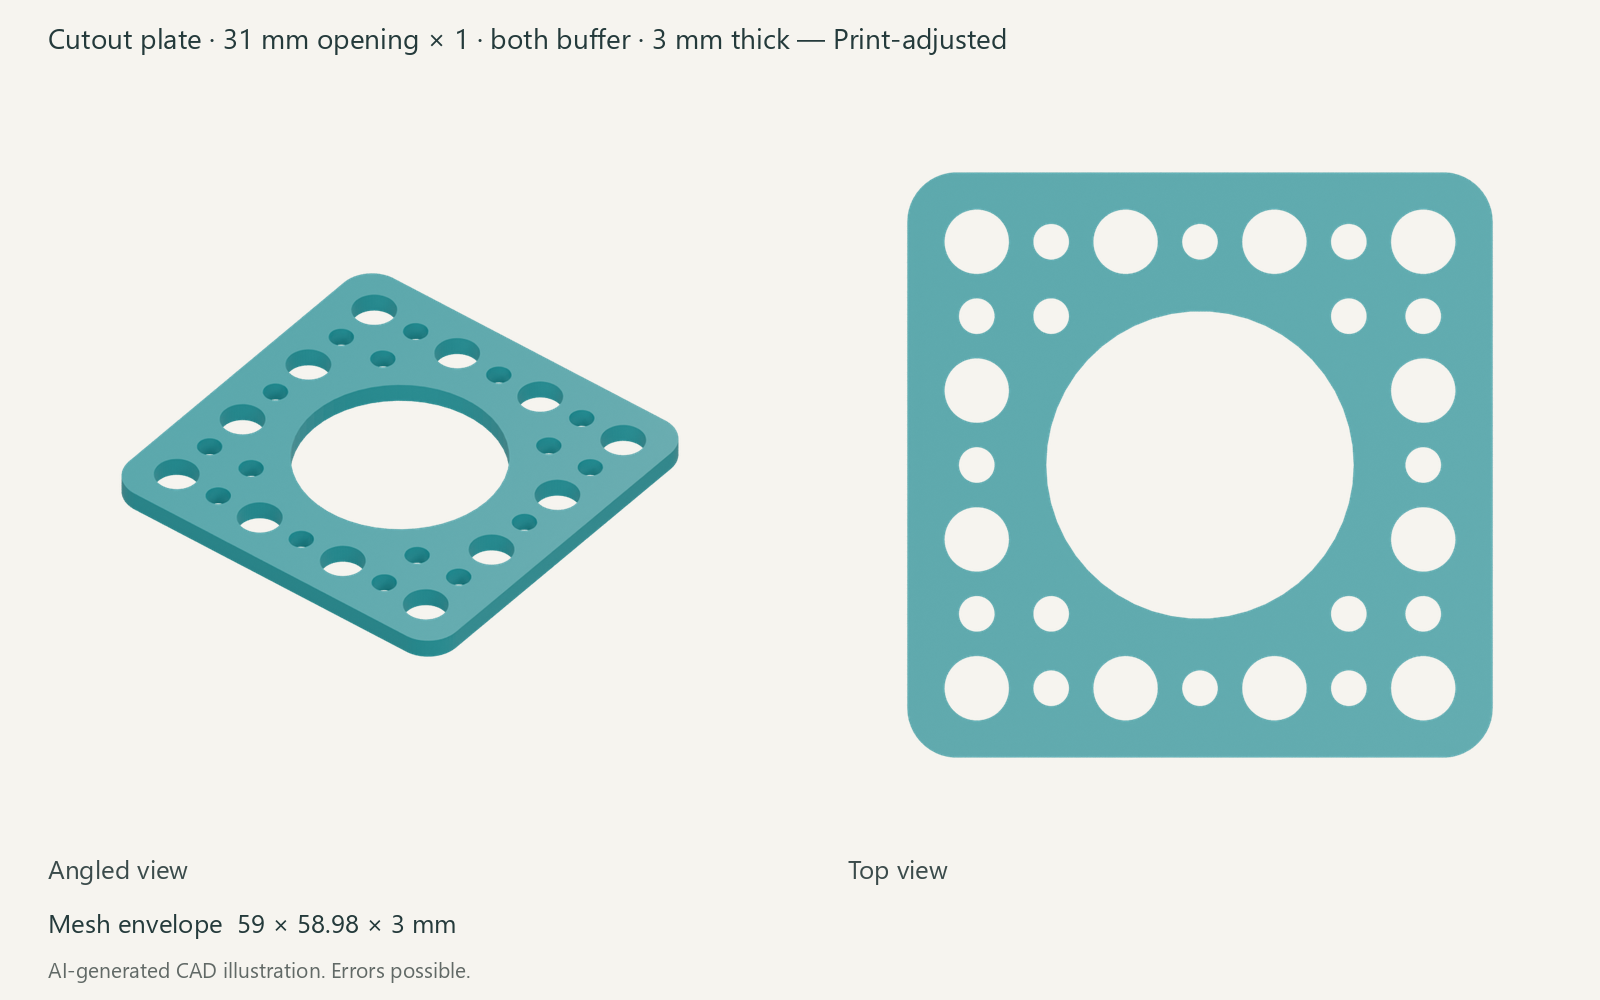 Cutout plate · 31 mm opening × 1 · both buffer · 3 mm thick — Print-adjusted
Angled view
Top view
Mesh envelope 59 × 58.98 × 3 mm
AI-generated CAD illustration. Errors possible.